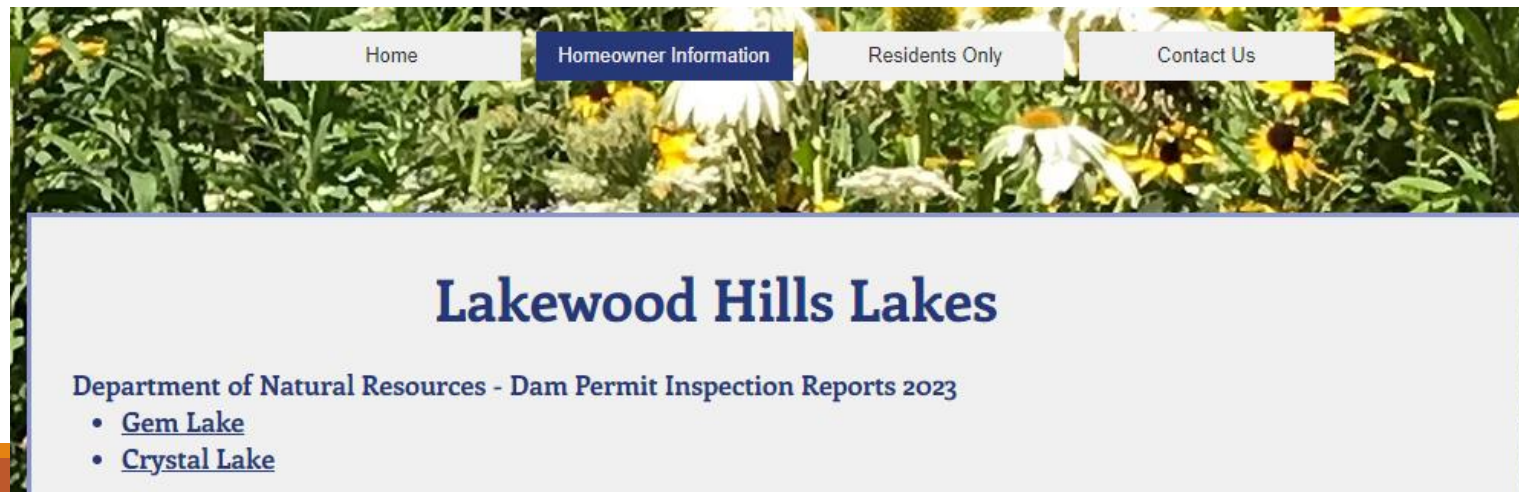 Home Homeowner Information Residents Only Contact Us
Lakewood Hills Lakes
Department of Natural Resources - Dam Permit Inspection Reports 2023
• Gem Lake
• Crystal Lake